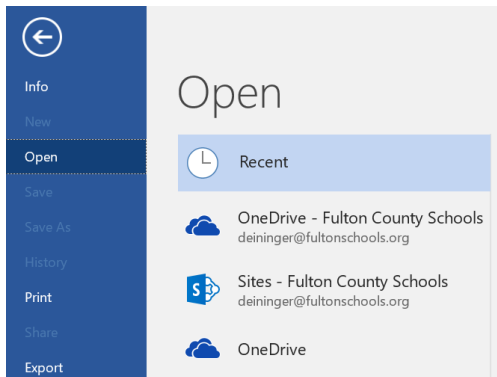 Info
New
Open
Save
Save As
History
Print
Share
Export
Open
Recent
OneDrive - Fulton County Schools
deininger@fultonschools.org
Sites - Fulton County Schools
deininger@fultonschools.org
OneDrive